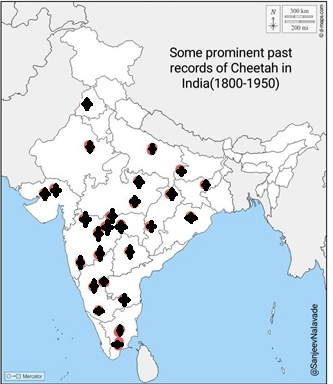 N
300 km
200 mi
© d-maps.com
Some prominent past
records of Cheetah in
India(1800-1950)
@SanjeevNalavade
Mercator